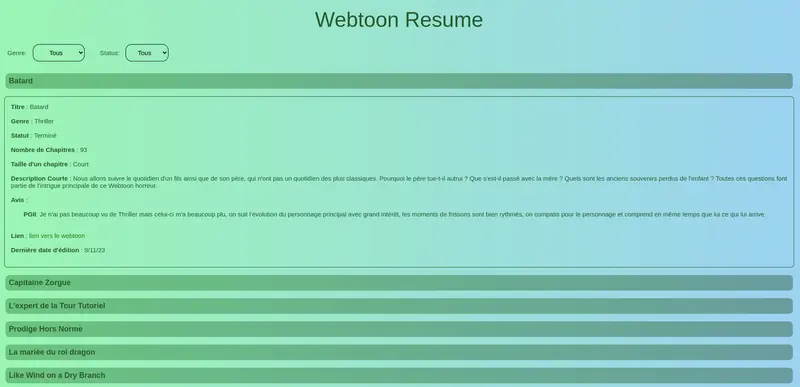 Webtoon Resume
Genre: Tous Status: Tous
Batard
Titre : Batard
Genre : Thriller
Statut : Terminé
Nombre de Chapitres : 93
Taille d'un chapitre : Court
Description Courte : Nous allons suivre le quotidien d'un fils ainsi que de son père, qui n'ont pas un quotidien des plus classiques. Pourquoi le père tue-t-il autrui ? Que s'est-il passé avec la mère ? Quels sont les anciens souvenirs perdus de l'enfant ? Toutes ces questions font
partie de l'intrigue principale de ce Webtoon horreur.
Avis :
PGII: Je n'ai pas beaucoup vu de Thriller mais celui-ci m'a beaucoup plu, on suit l'évolution du personnage principal avec grand intérêt, les moments de frissons sont bien rythmés, on compatis pour le personnage et comprend en même temps que lui ce qui lui arrive.
Lien : lien vers le webtoon
Dernière date d'édition : 9/11/23
Capitaine Zorgue
L'expert de la Tour Tutoriel
Prodige Hors Norme
La mariée du roi dragon
Like Wind on a Dry Branch